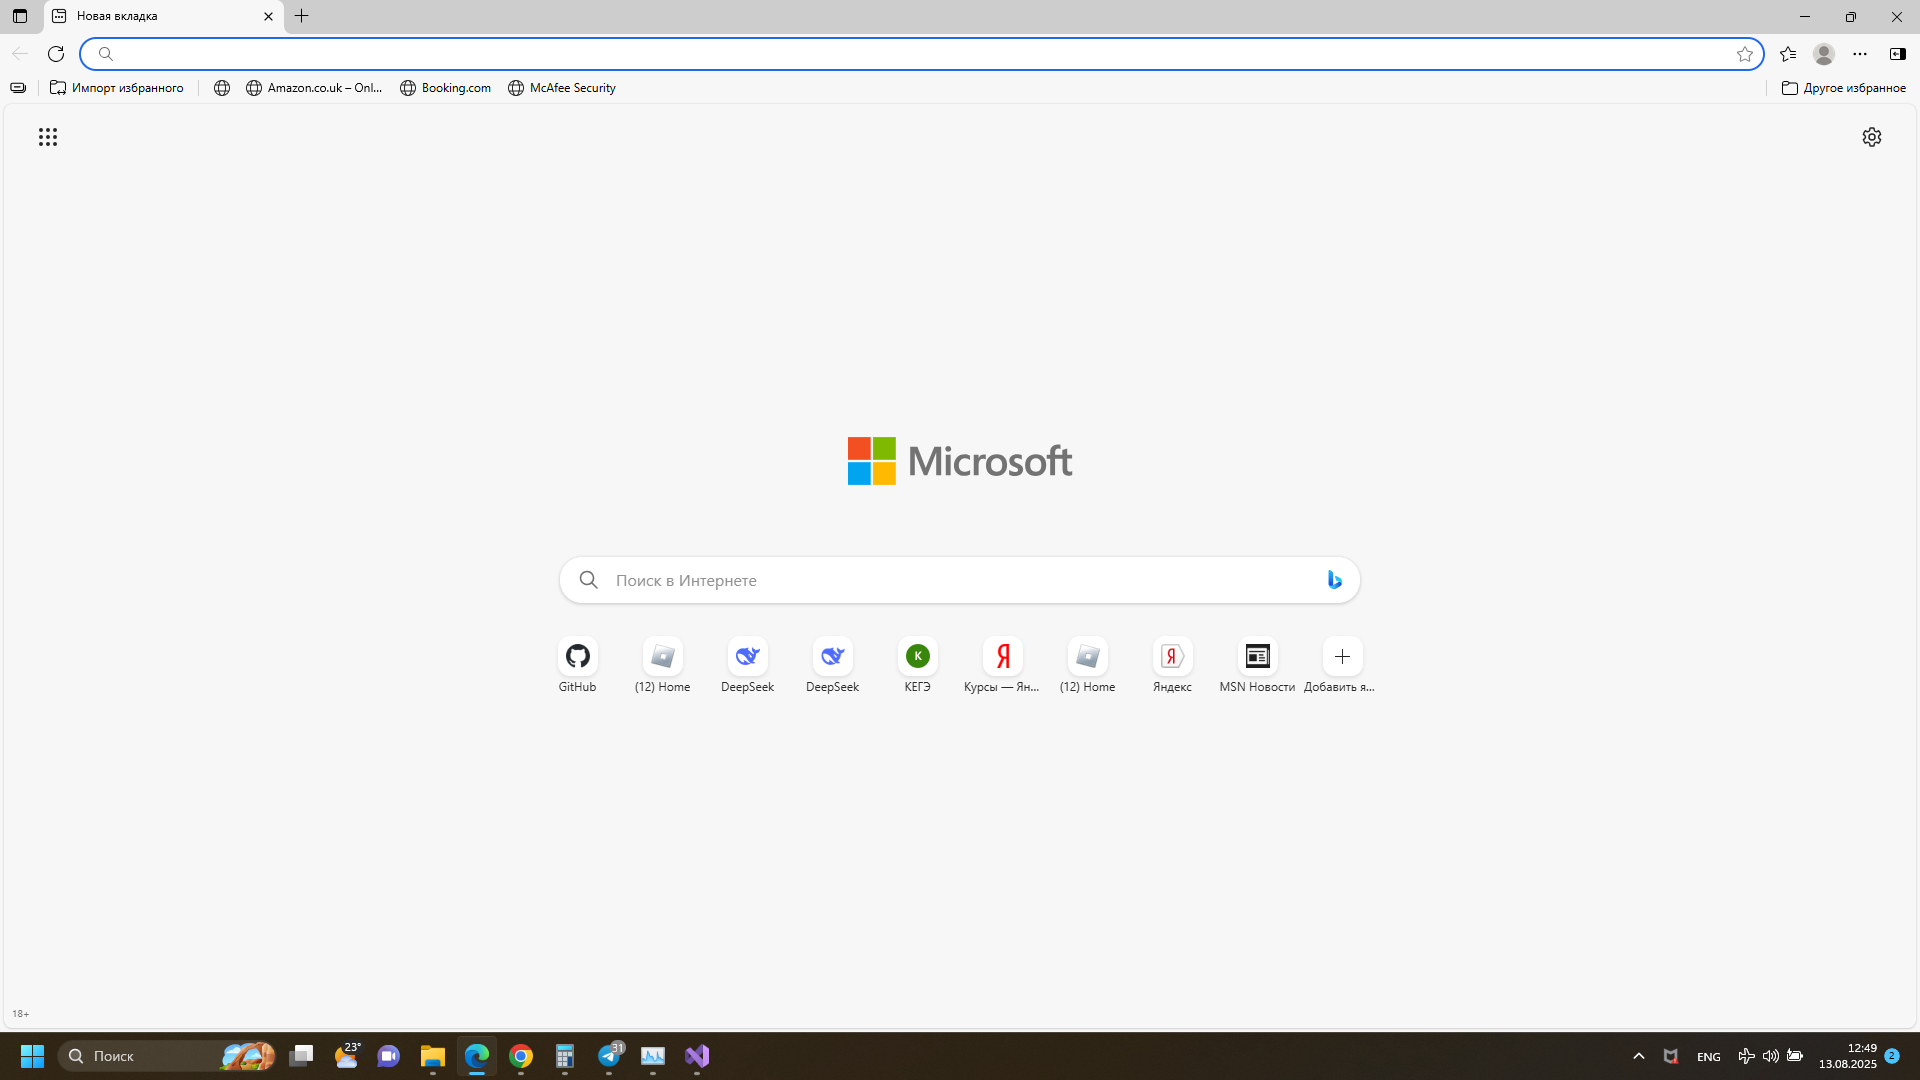 Новая вкладка
Импорт избранного
Amazon.co.uk – Onl...
Booking.com
McAfee Security
Другое избранное
Microsoft
Поиск в Интернете
GitHub
(12) Home
DeepSeek
DeepSeek
К
КЕГЭ
Я
Курсы — Ян...
(12) Home
Я
Яндекс
MSN Новости
Добавить я...
18+
Поиск
23°
31
ENG
12:49
13.08.2025
2